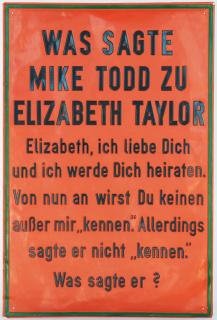 WAS SAGTE
MIKE TODD ZU
ELIZABETH TAYLOR
Elizabeth, ich liebe Dich
und ich werde Dich heiraten.
Von nun an wirst Du keinen
außer mir „kennen.“ Allerdings
sagte er nicht „kennen.“
Was sagte er ?